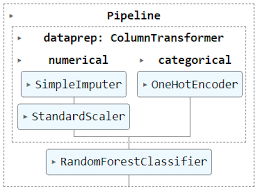 Pipeline
dataprep: ColumnTransformer
numerical
categorical
SimpleImputer
OneHotEncoder
StandardScaler
RandomForestClassifier